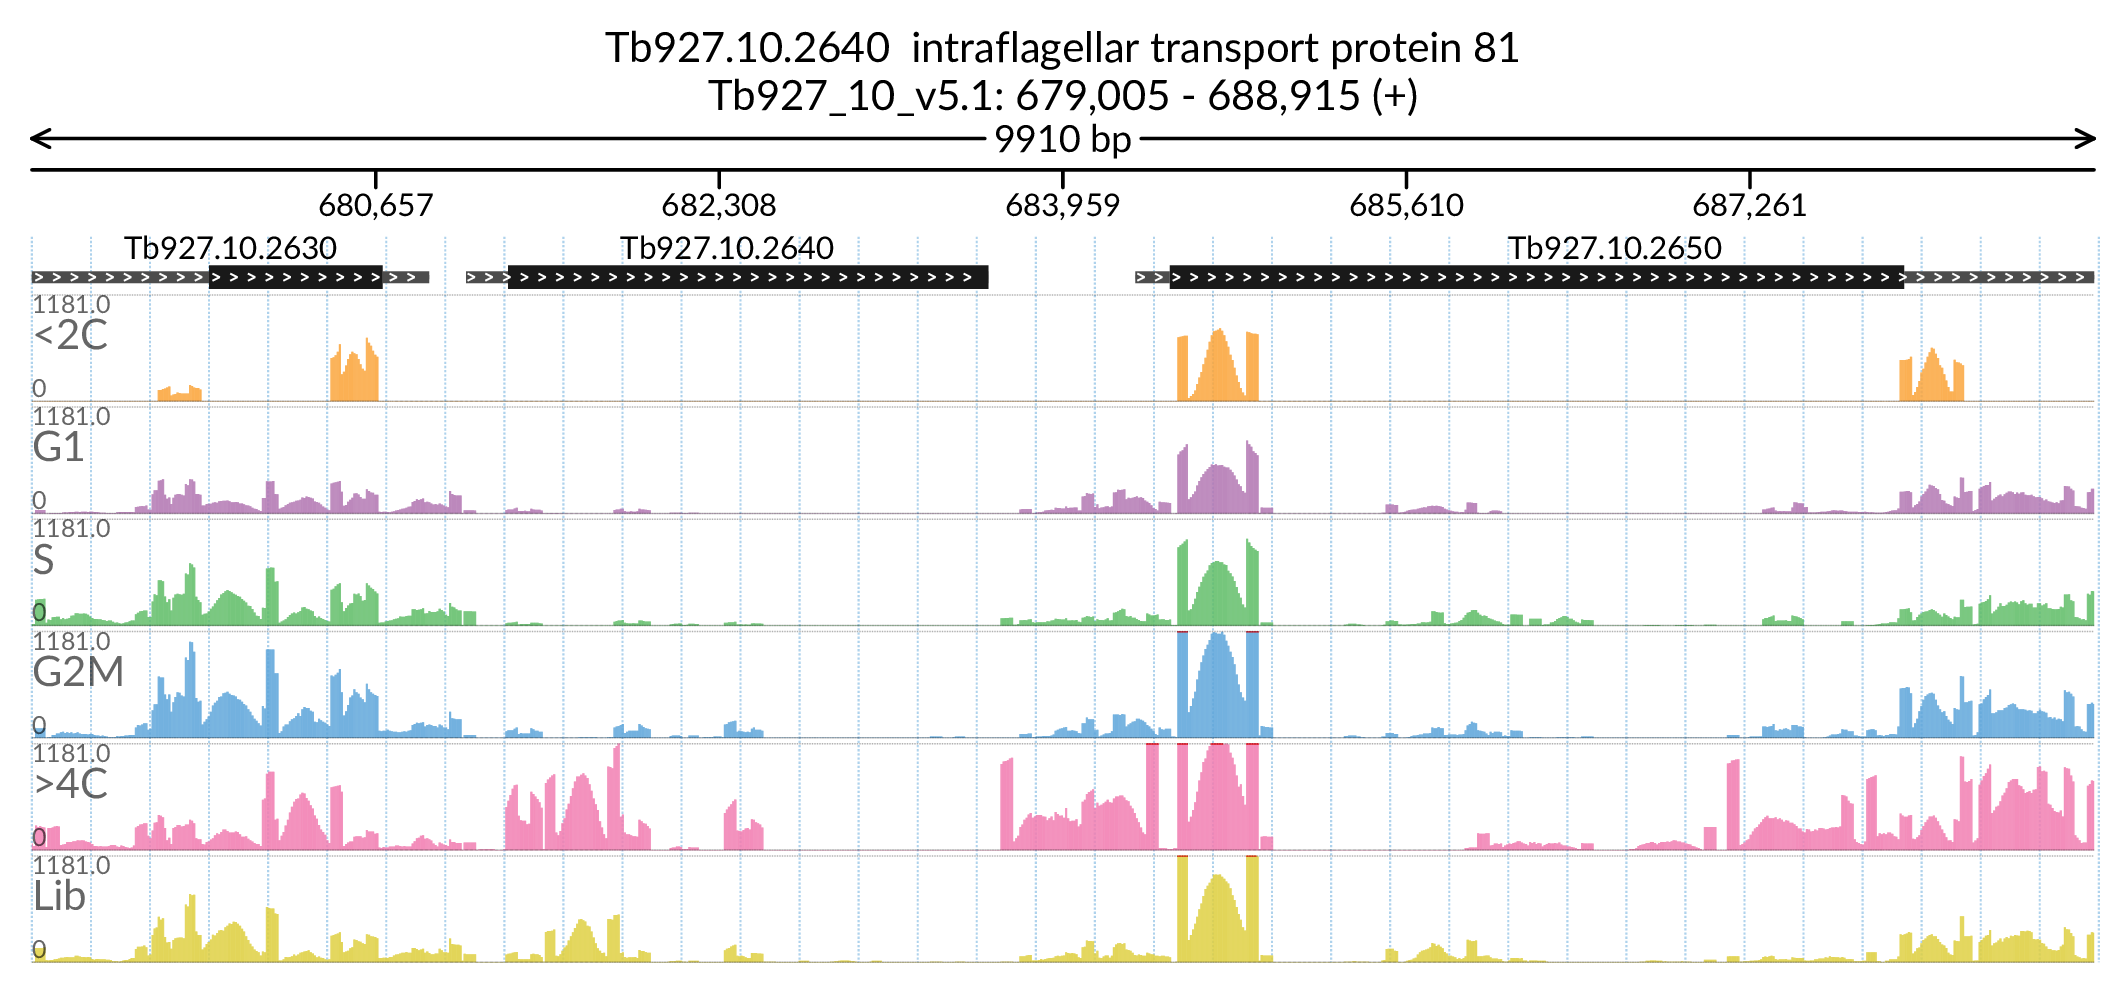 Tb927.10.2640  intraflagellar transport protein 81
Tb927_10_v5.1: 679,005 - 688,915 (+)
9910 bp
680,657 682,308 683,959 685,610 687,261
Tb927.10.2630 Tb927.10.2640 Tb927.10.2650
1181.0
<2C
0
1181.0
G1
0
1181.0
S
0
1181.0
G2M
0
1181.0
>4C
0
1181.0
Lib
0